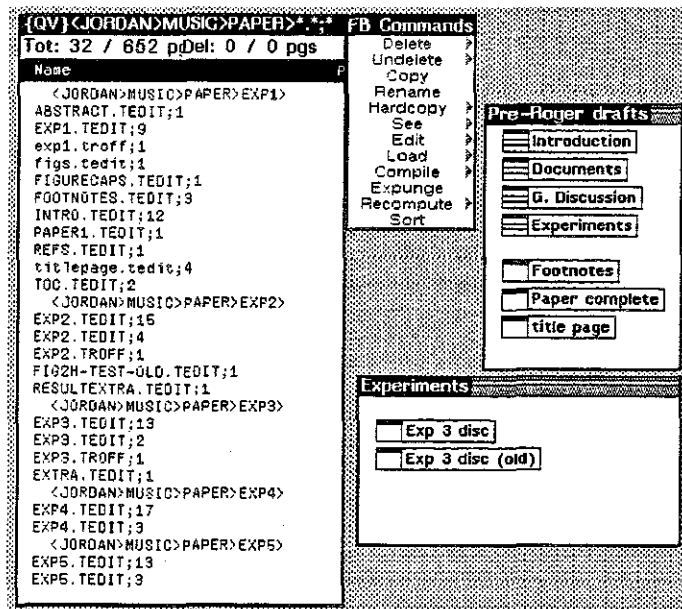 {QV}<JORDAN>MUSIC>PAPER>*.*;*
Tot: 32 / 652 pgDel: 0 / 0 pgs
Name P
<JORDAN>MUSIC>PAPER>EXP1>
ABSTRACT.TEDIT;1
EXP1.TEDIT;9
exp1.troff;1
figs.tedit;1
FIGURECAPS.TEDIT;1
FOOTNOTES.TEDIT;3
INTRO.TEDIT;12
PAPER1.TEDIT;1
REFS.TEDIT;1
titlepage.tedit;4
TOC.TEDIT;2
<JORDAN>MUSIC>PAPER>EXP2>
EXP2.TEDIT;15
EXP2.TEDIT;4
EXP2.TROFF;1
FIG2H-TEST-OLD.TEDIT;1
RESULTEXTRA.TEDIT;1
<JORDAN>MUSIC>PAPER>EXP3>
EXP3.TEDIT;13
EXP3.TEDIT;2
EXP3.TROFF;1
EXTRA.TEDIT;1
<JORDAN>MUSIC>PAPER>EXP4>
EXP4.TEDIT;17
EXP4.TEDIT;3
<JORDAN>MUSIC>PAPER>EXP5>
EXP5.TEDIT;13
EXP5.TEDIT;3
FB Commands
Delete
Undelete
Copy
Rename
Hardcopy
See
Edit
Load
Compile
Expunge
Recompute
Sort
Pre-Roger drafts
Introduction
Documents
G. Discussion
Experiments
Footnotes
Paper complete
title page
Experiments
Exp 3 disc
Exp 3 disc (old)